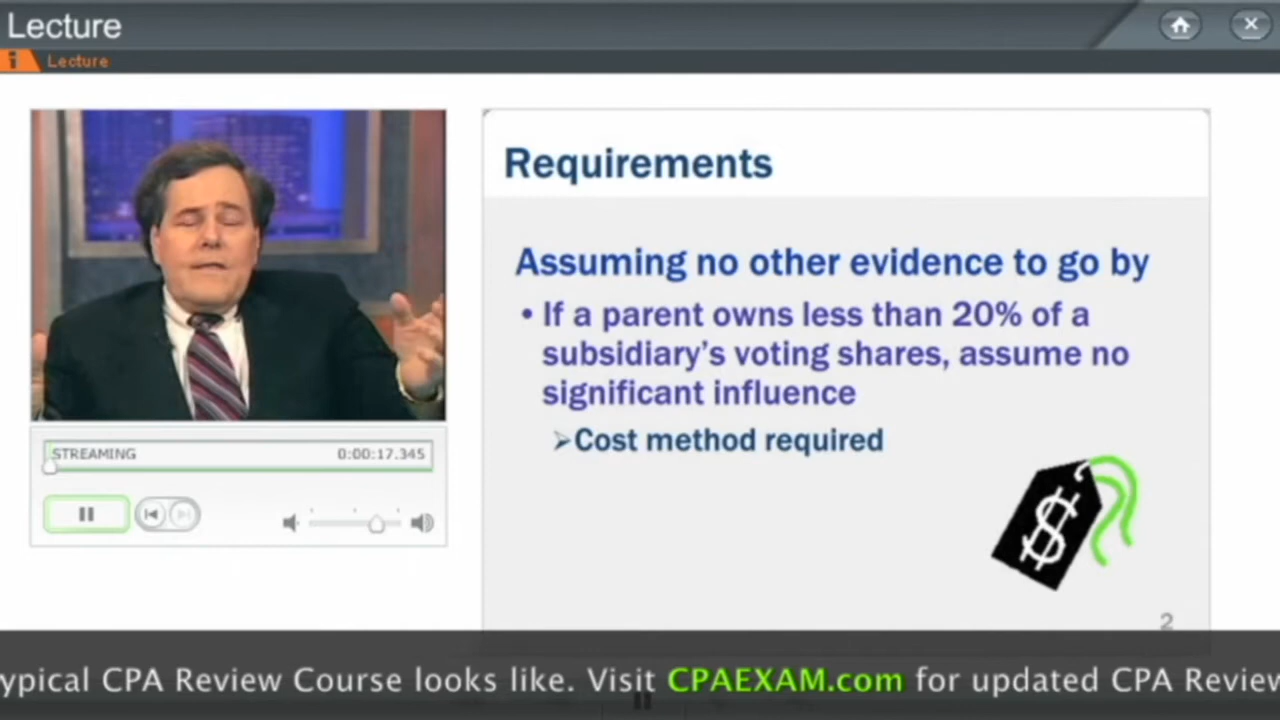 Lecture
Lecture
Requirements
Assuming no other evidence to go by
• If a parent owns less than 20% of a
subsidiary's voting shares, assume no
significant influence
➢Cost method required
$
STREAMING 0:00:17.345
2
ypical CPA Review Course looks like. Visit CPAEXAM.com for updated CPA Review